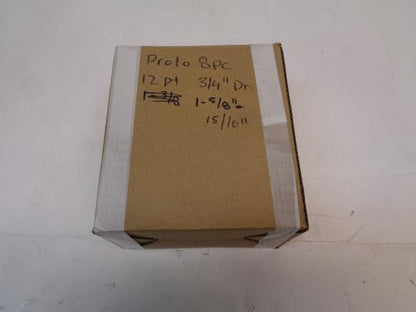 Proto 8pc
12 pt 3/4" Dr.
1-5/8"
15/16"